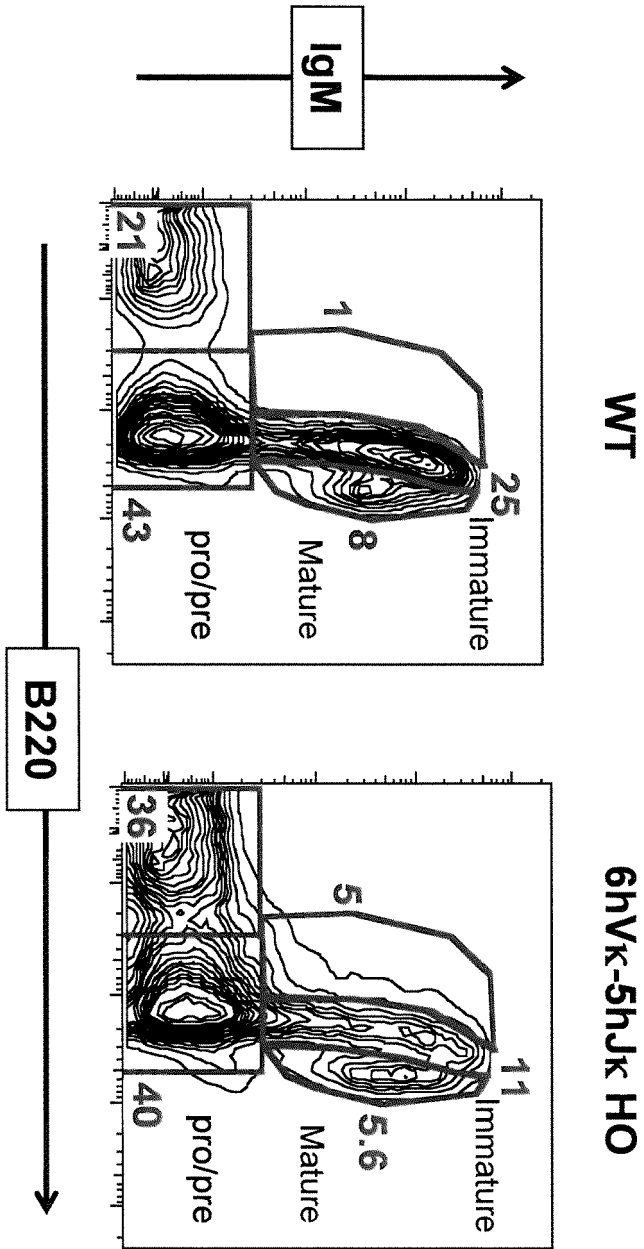 WT
6hVκ-5hJκ HO
IgM
1
25
Immature
8
Mature
21
43
pro/pre
5
11
Immature
5.6
Mature
36
40
pro/pre
B220